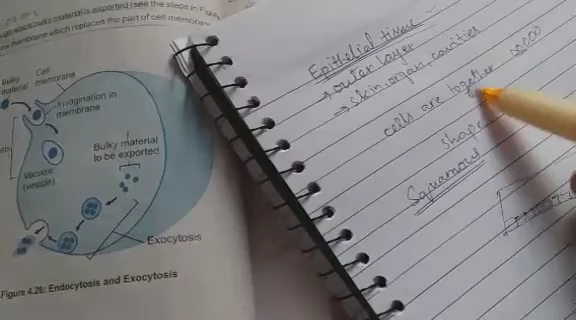 ough which bulky material is exported (see the steps in Figure
membrane which replaces the part of cell membrane
Bulky material
Cell membrane
Invagination in membrane
Vacuole (vesicle)
Bulky material to be exported
Exocytosis
Figure 4.26: Endocytosis and Exocytosis
Epithelial tissue
→ outer layer
→ skin, organ, cavities
cells are together
shape
Squamous